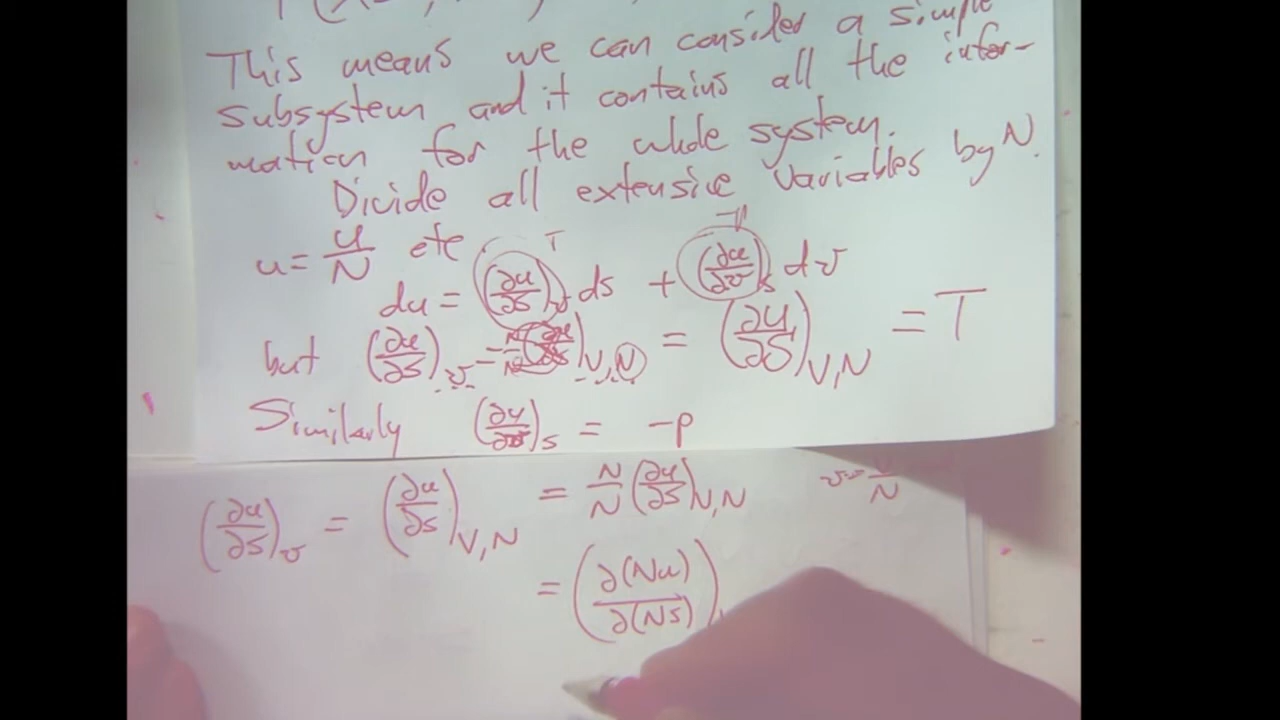 This means we can consider a simple
subsystem and it contains all the infor-
mation for the whole system.
Divide all extensive variables by N.
u = U/N etc
T -p
du = (∂u/∂s)_v ds + (∂u/∂v)_s dv
but (∂u/∂s)_v = V,N = (∂U/∂S)_V,N = T
Similarly (∂u/∂v)_s = -p
(∂u/∂s)_v = (∂u/∂s)_V,N = N/N (∂u/∂s)_V,N v = V/N
= (∂(Nu)/∂(Ns))